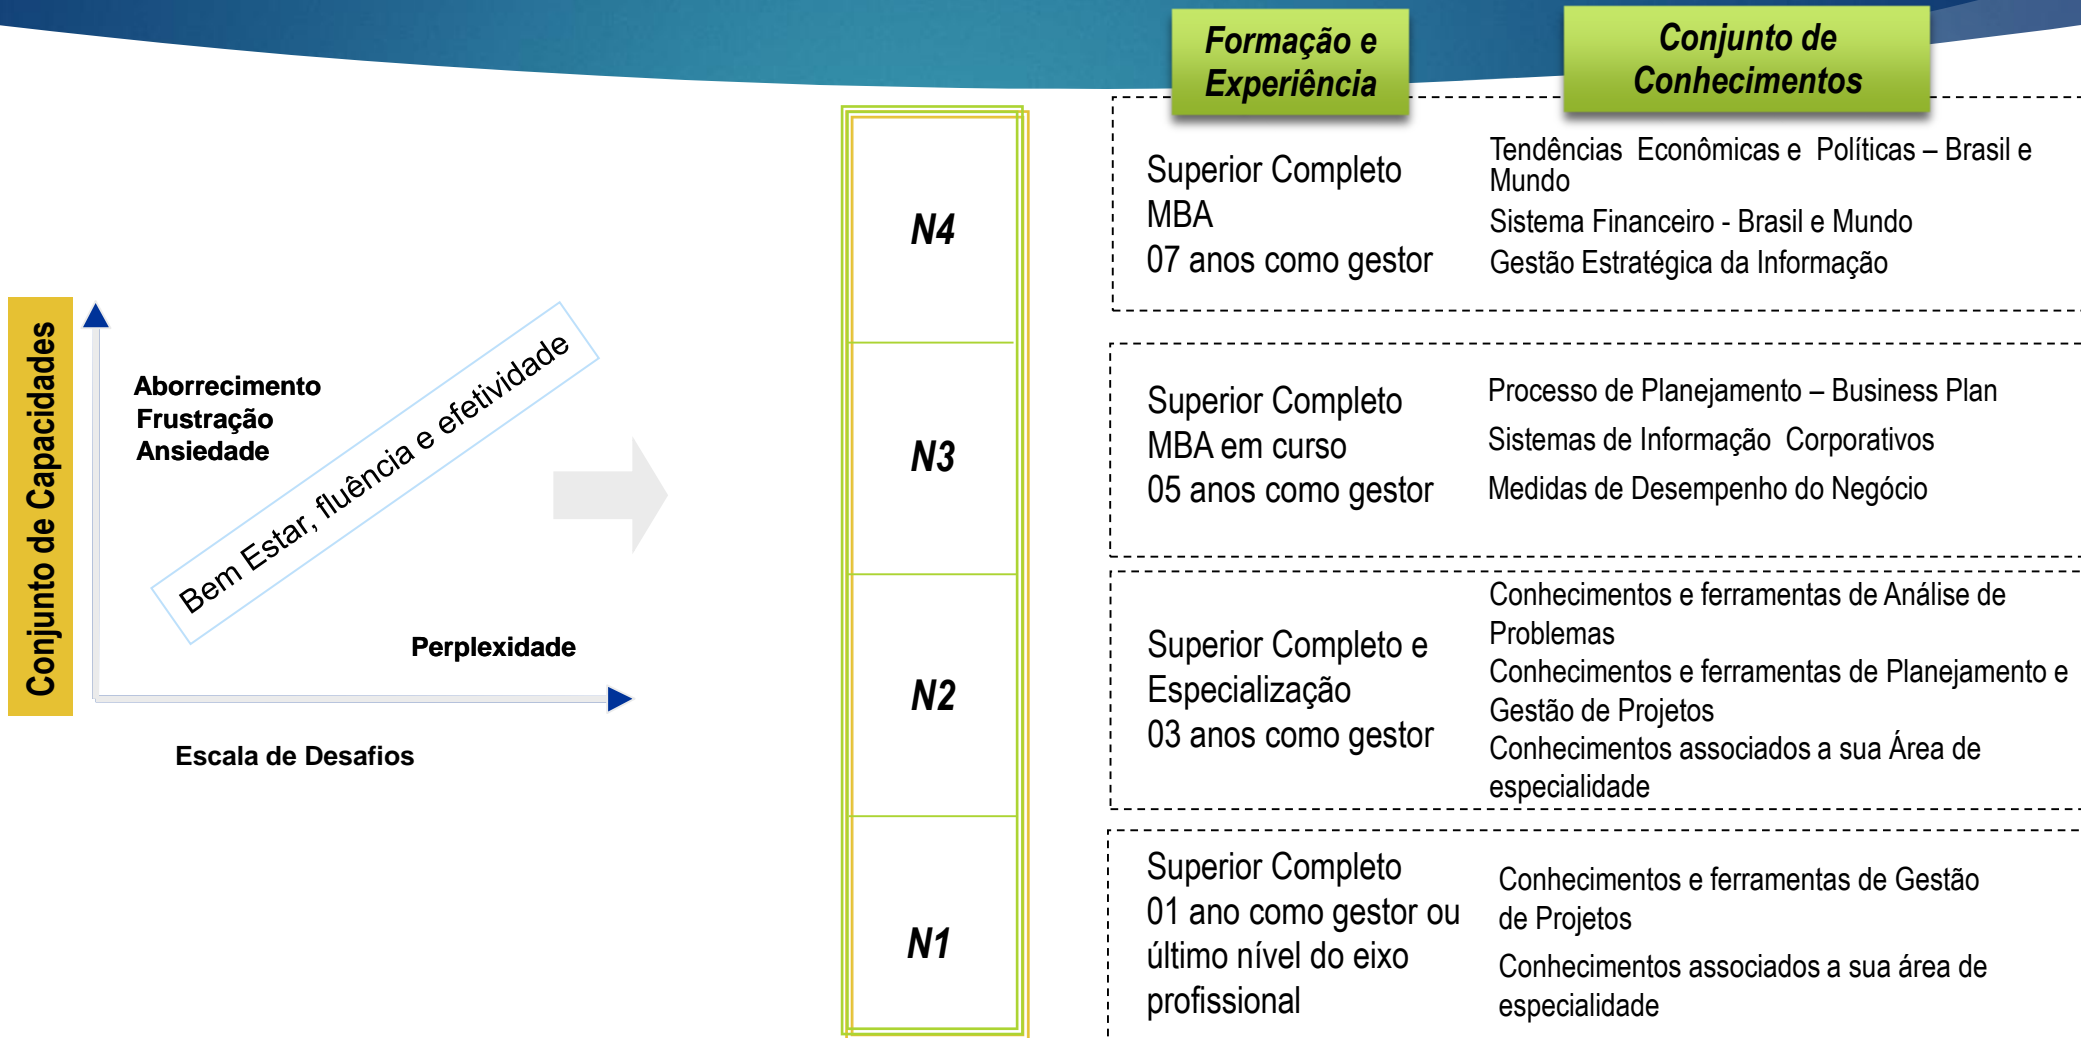 Formação e
Experiência
Conjunto de
Conhecimentos
Conjunto de Capacidades
Aborrecimento
Frustração
Ansiedade
Bem Estar, fluência e efetividade
Perplexidade
Escala de Desafios
N4
Superior Completo
MBA
07 anos como gestor
Tendências Econômicas e Políticas – Brasil e
Mundo
Sistema Financeiro - Brasil e Mundo
Gestão Estratégica da Informação
N3
Superior Completo
MBA em curso
05 anos como gestor
Processo de Planejamento – Business Plan
Sistemas de Informação Corporativos
Medidas de Desempenho do Negócio
N2
Superior Completo e
Especialização
03 anos como gestor
Conhecimentos e ferramentas de Análise de
Problemas
Conhecimentos e ferramentas de Planejamento e
Gestão de Projetos
Conhecimentos associados a sua Área de
especialidade
N1
Superior Completo
01 ano como gestor ou
último nível do eixo
profissional
Conhecimentos e ferramentas de Gestão
de Projetos
Conhecimentos associados a sua área de
especialidade